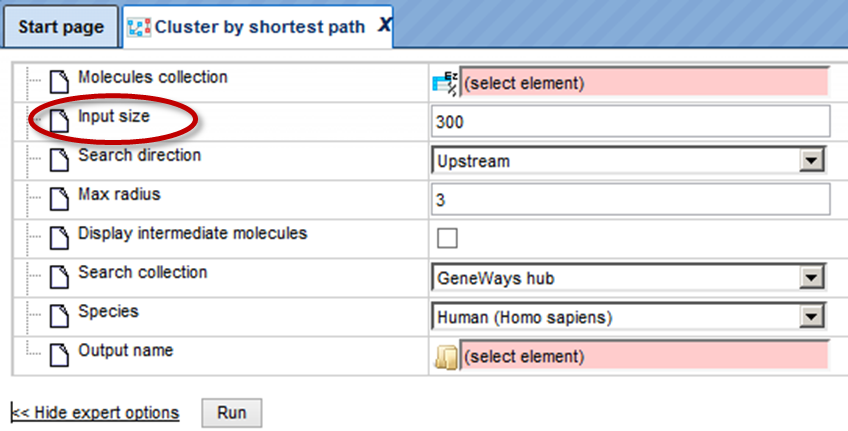 Start page
Cluster by shortest path X
Molecules collection (select element)
Input size 300
Search direction Upstream
Max radius 3
Display intermediate molecules
Search collection GeneWays hub
Species Human (Homo sapiens)
Output name (select element)
<< Hide expert options Run